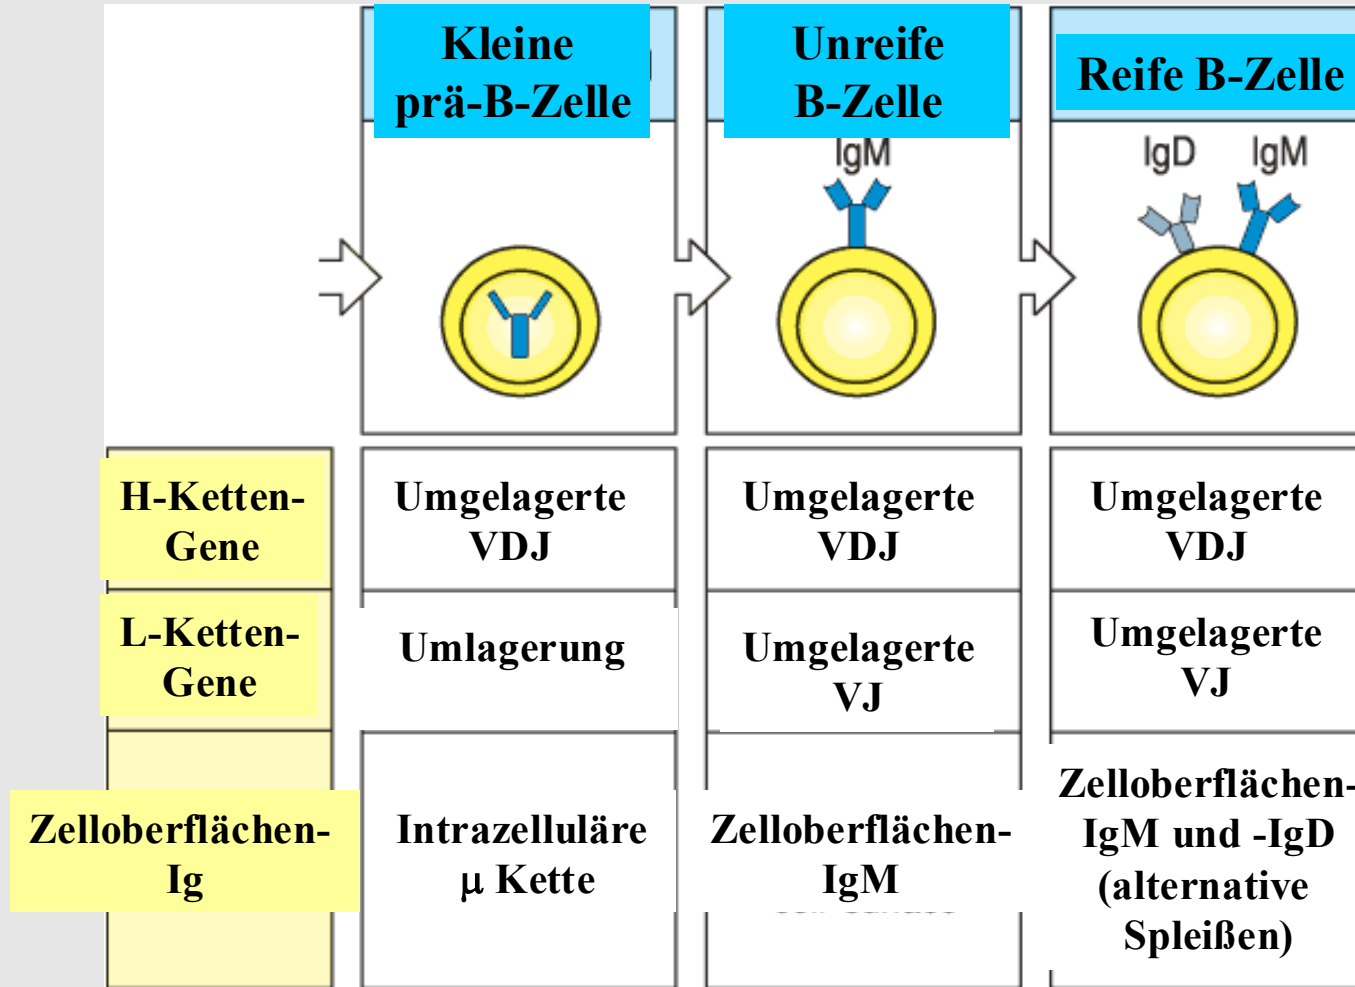 Kleine
prä-B-Zelle
Unreife
B-Zelle
Reife B-Zelle
IgM
IgD IgM
H-Ketten-
Gene
Umgelagerte
VDJ
Umgelagerte
VDJ
Umgelagerte
VDJ
L-Ketten-
Gene
Umlagerung
Umgelagerte
VJ
Umgelagerte
VJ
Zelloberflächen-
Ig
Intrazelluläre
μ Kette
Zelloberflächen-
IgM
Zelloberflächen-
IgM und -IgD
(alternative
Spleißen)